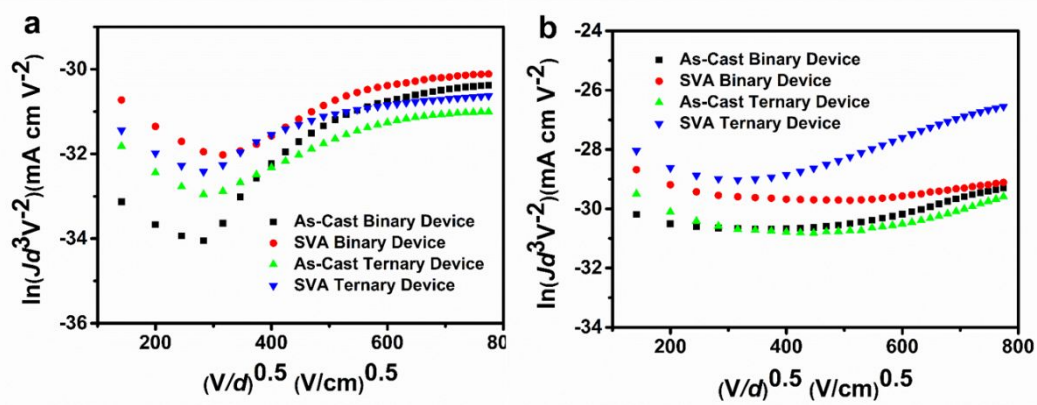 a
ln(Jd³V⁻²)(mA cm V⁻²)
-30
-32
-34
-36
As-Cast Binary Device
SVA Binary Device
As-Cast Ternary Device
SVA Ternary Device
200 400 600 80
(V/d)⁰·⁵ (V/cm)⁰·⁵
b
ln(Jd³V⁻²)(mA cm V⁻²)
-24
-26
-28
-30
-32
-34
As-Cast Binary Device
SVA Binary Device
As-Cast Ternary Device
SVA Ternary Device
200 400 600 800
(V/d)⁰·⁵ (V/cm)⁰·⁵